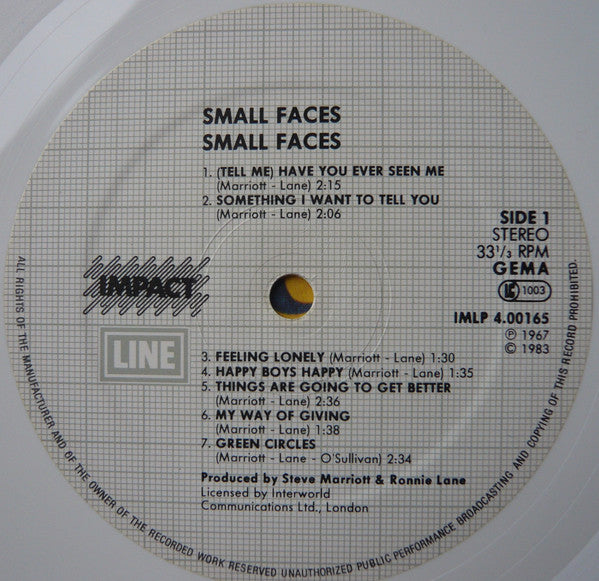 SMALL FACES
SMALL FACES
1. (TELL ME) HAVE YOU EVER SEEN ME
(Marriott - Lane) 2:15
2. SOMETHING I WANT TO TELL YOU
(Marriott - Lane) 2:06
SIDE 1
STEREO
33 1/3 RPM
GEMA
LC 1003
IMLP 4.00165
℗ 1967
© 1983
IMPACT
LINE
3. FEELING LONELY (Marriott - Lane) 1:30
4. HAPPY BOYS HAPPY (Marriott - Lane) 1:35
5. THINGS ARE GOING TO GET BETTER
(Marriott - Lane) 2:36
6. MY WAY OF GIVING
(Marriott - Lane) 1:38
7. GREEN CIRCLES
(Marriott - Lane - O'Sullivan) 2:34
Produced by Steve Marriott & Ronnie Lane
Licensed by Interworld
Communications Ltd., London
ALL RIGHTS OF THE MANUFACTURER AND OF THE OWNER OF THE RECORDED WORK RESERVED UNAUTHORIZED PUBLIC PERFORMANCE BROADCASTING AND COPYING OF THIS RECORD PROHIBITED.